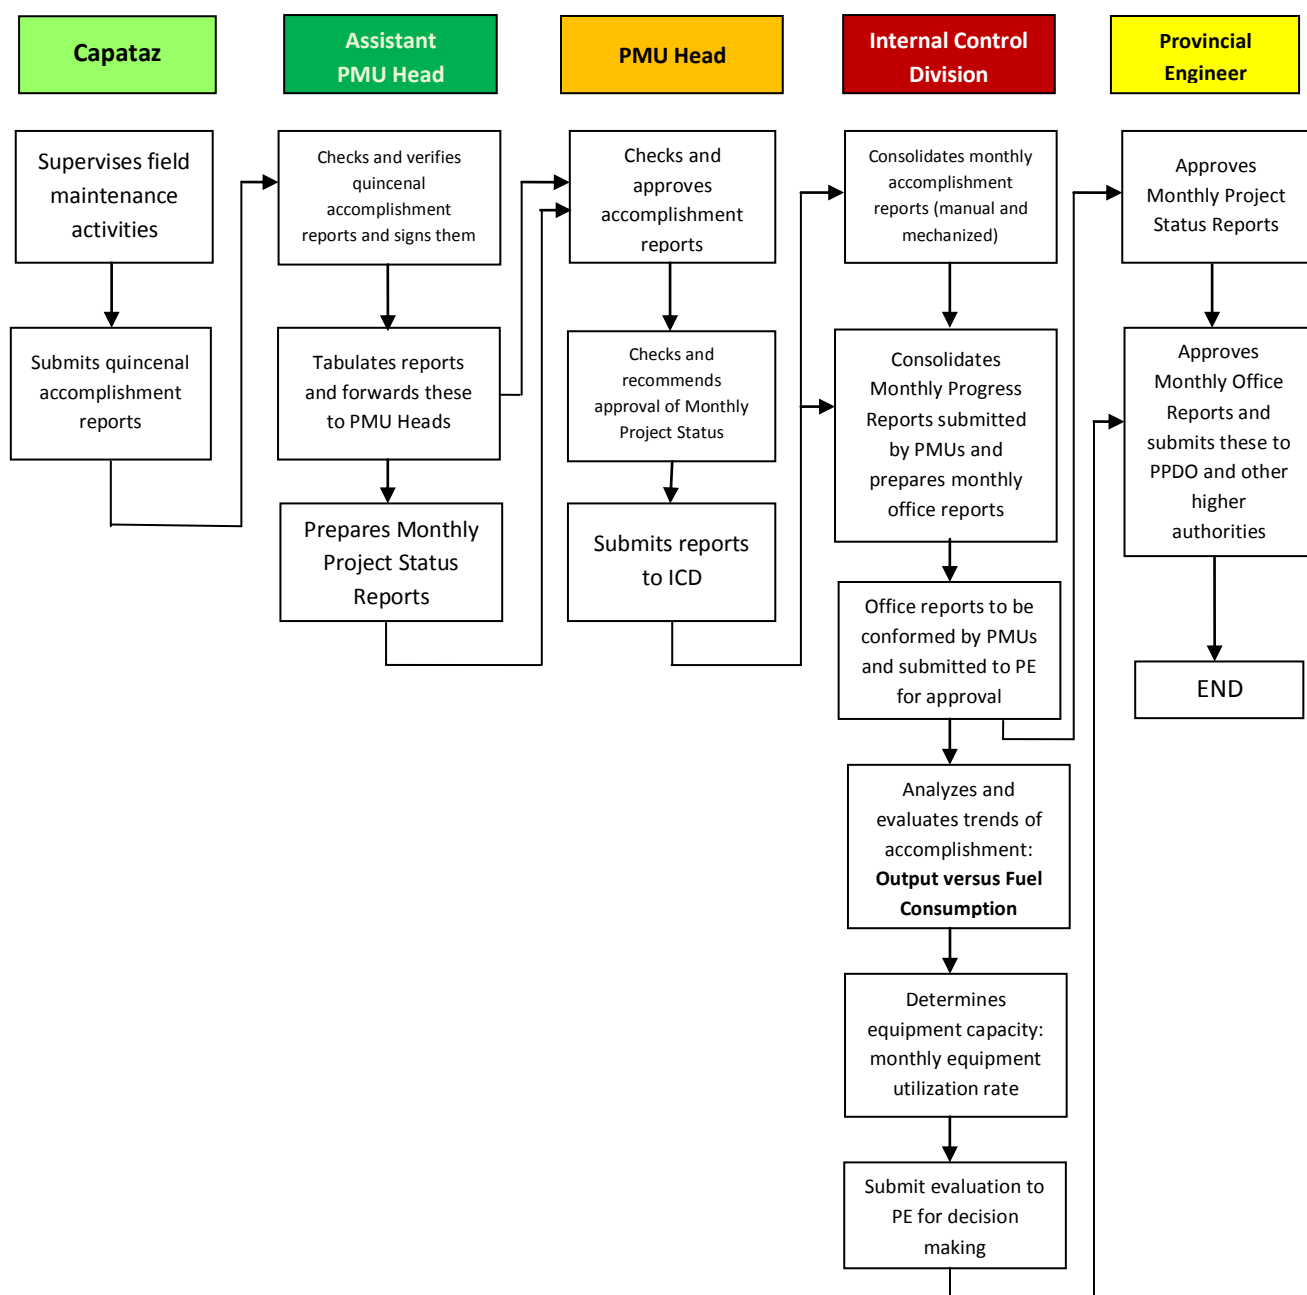 Capataz
Supervises field
maintenance
activities
Submits quincenal
accomplishment
reports
Assistant
PMU Head
Checks and verifies
quincenal
accomplishment
reports and signs them
Tabulates reports
and forwards these
to PMU Heads
Prepares Monthly
Project Status
Reports
PMU Head
Checks and
approves
accomplishment
reports
Checks and
recommends
approval of Monthly
Project Status
Submits reports
to ICD
Internal Control
Division
Consolidates monthly
accomplishment
reports (manual and
mechanized)
Consolidates
Monthly Progress
Reports submitted
by PMUs and
prepares monthly
office reports
Office reports to be
conformed by PMUs
and submitted to PE
for approval
Analyzes and
evaluates trends of
accomplishment:
Output versus Fuel
Consumption
Determines
equipment capacity:
monthly equipment
utilization rate
Submit evaluation to
PE for decision
making
Provincial
Engineer
Approves
Monthly Project
Status Reports
Approves
Monthly Office
Reports and
submits these to
PPDO and other
higher
authorities
END